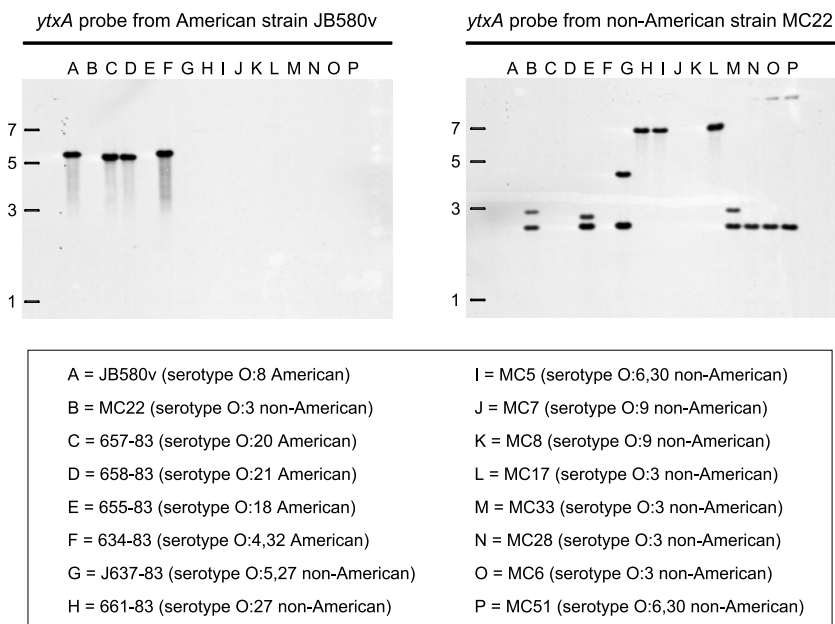 ytxA probe from American strain JB580v
A B C D E F G H I J K L M N O P
7
5
3
1
ytxA probe from non-American strain MC22
A B C D E F G H I J K L M N O P
7
5
3
1
A = JB580v (serotype O:8 American)
B = MC22 (serotype O:3 non-American)
C = 657-83 (serotype O:20 American)
D = 658-83 (serotype O:21 American)
E = 655-83 (serotype O:18 American)
F = 634-83 (serotype O:4,32 American)
G = J637-83 (serotype O:5,27 non-American)
H = 661-83 (serotype O:27 non-American)
I = MC5 (serotype O:6,30 non-American)
J = MC7 (serotype O:9 non-American)
K = MC8 (serotype O:9 non-American)
L = MC17 (serotype O:3 non-American)
M = MC33 (serotype O:3 non-American)
N = MC28 (serotype O:3 non-American)
O = MC6 (serotype O:3 non-American)
P = MC51 (serotype O:6,30 non-American)